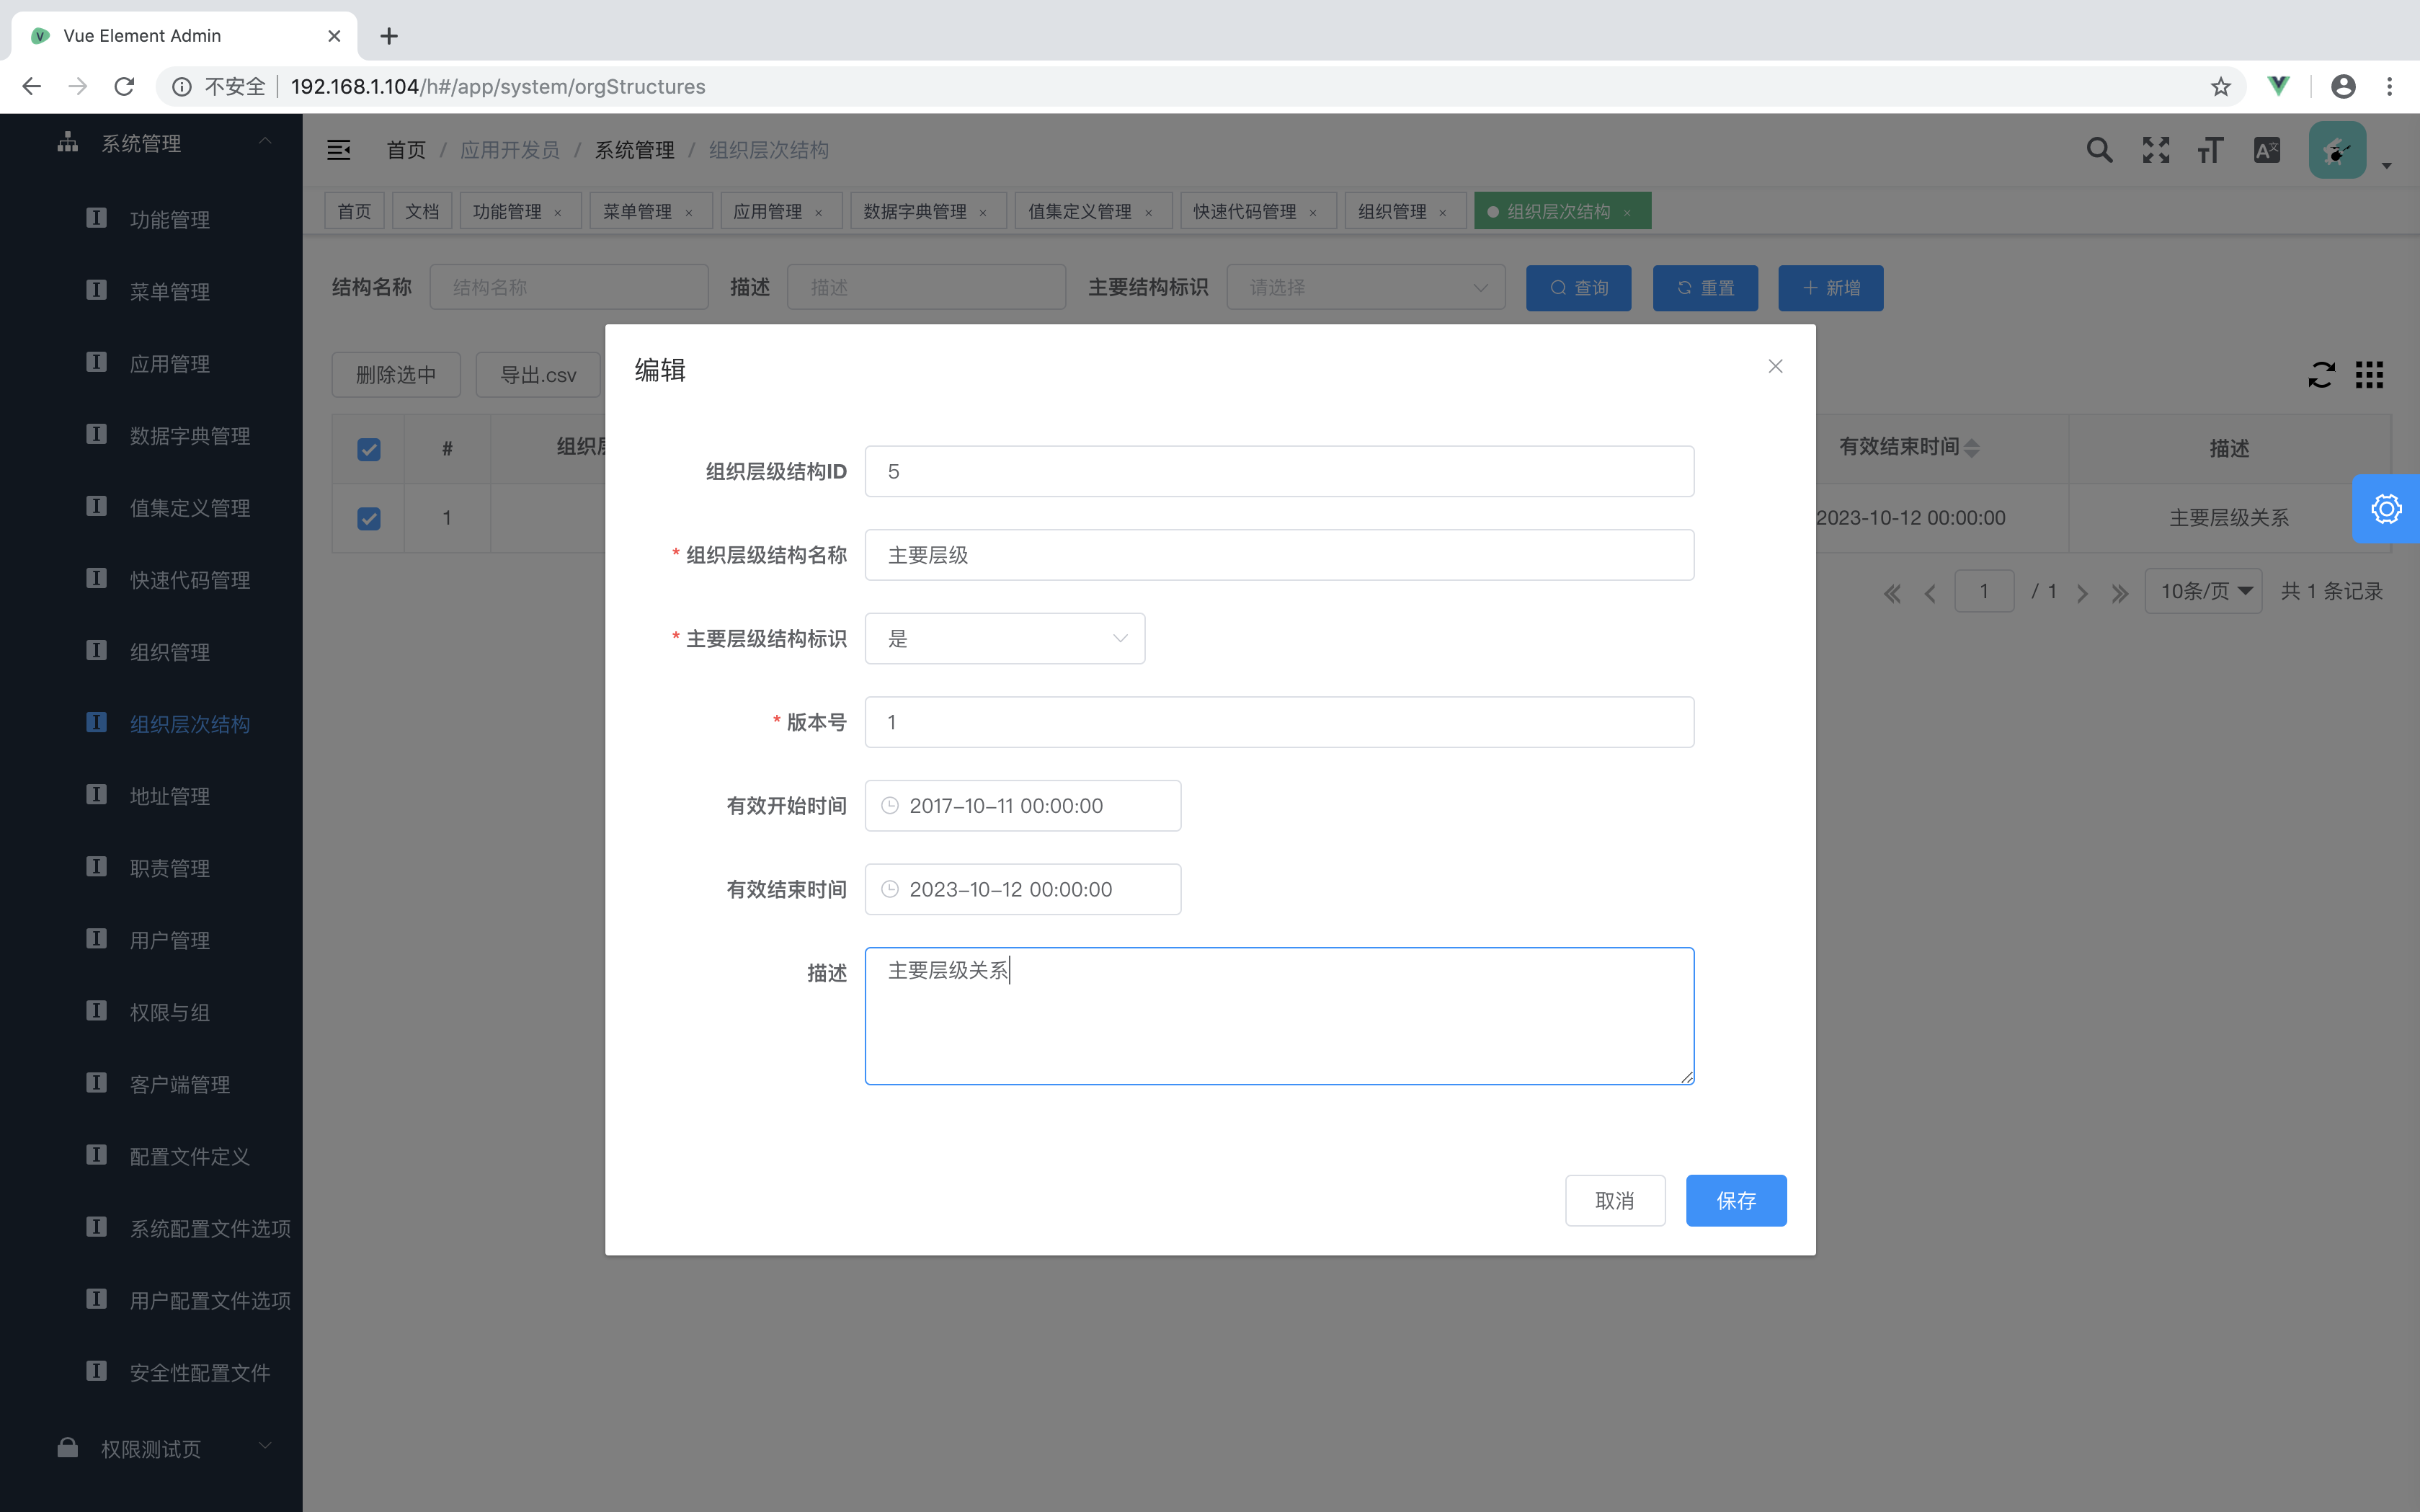 Vue Element Admin
不安全 192.168.1.104/h#/app/system/orgStructures
系统管理
功能管理
菜单管理
应用管理
数据字典管理
值集定义管理
快速代码管理
组织管理
组织层次结构
地址管理
职责管理
用户管理
权限与组
客户端管理
配置文件定义
系统配置文件选项
用户配置文件选项
安全性配置文件
权限测试页
首页 / 应用开发员 / 系统管理 / 组织层次结构
首页 文档 功能管理 × 菜单管理 × 应用管理 × 数据字典管理 × 值集定义管理 × 快速代码管理 × 组织管理 × 组织层次结构 ×
结构名称 结构名称 描述 描述 主要结构标识 请选择 查询 重置 新增
删除选中 导出.csv
# 组织层 有效结束时间 描述
1 2023-10-12 00:00:00 主要层级关系
1 / 1 10条/页 共 1 条记录
编辑
组织层级结构ID 5
* 组织层级结构名称 主要层级
* 主要层级结构标识 是
* 版本号 1
有效开始时间 2017-10-11 00:00:00
有效结束时间 2023-10-12 00:00:00
描述 主要层级关系
取消 保存